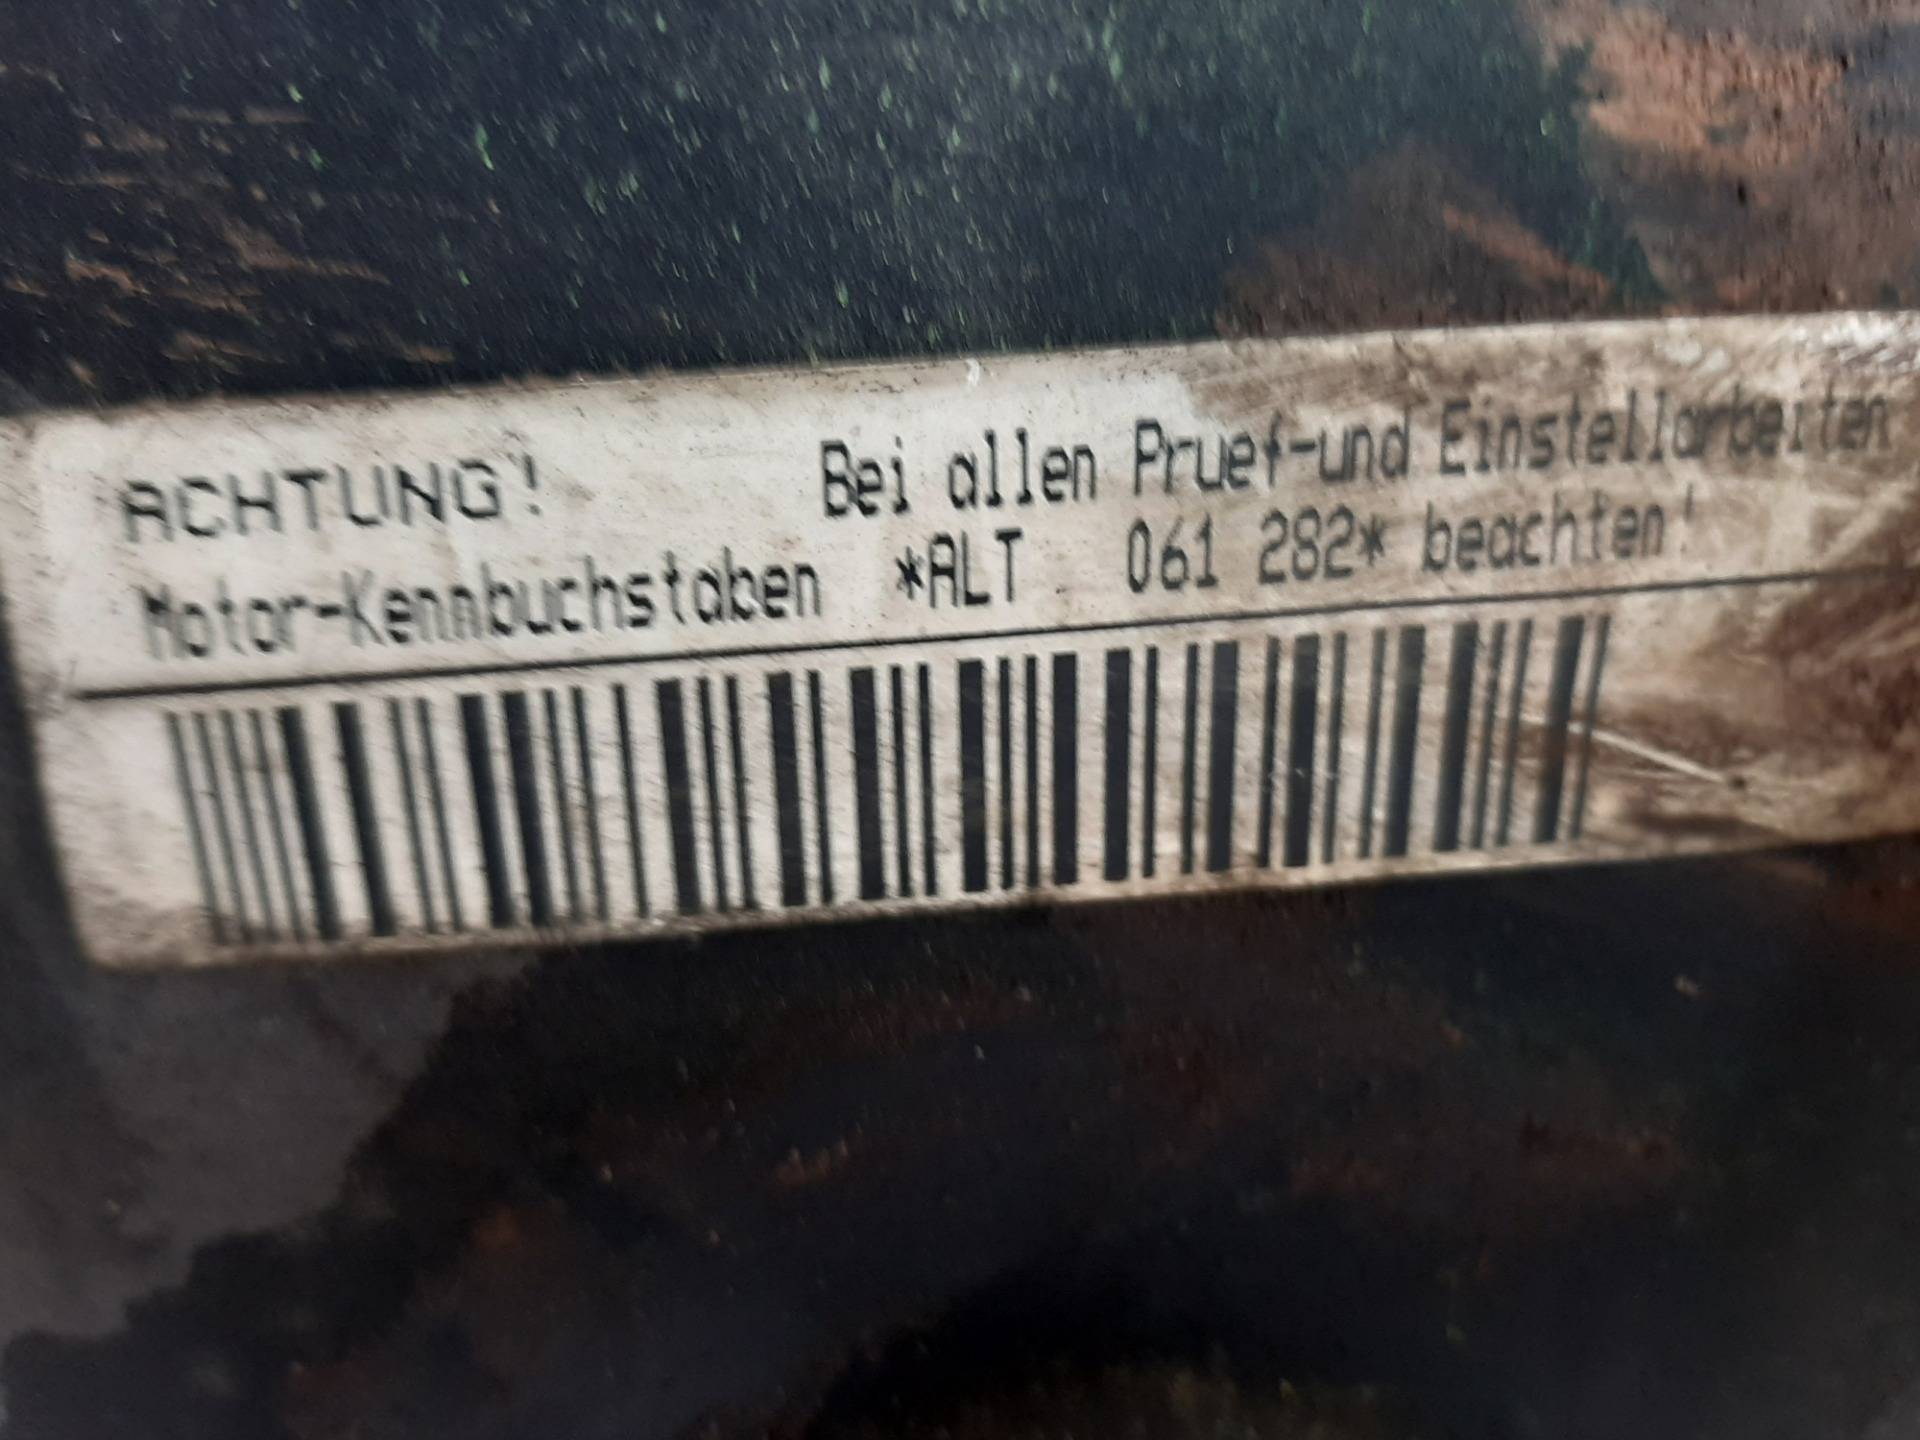 ACHTUNG! Bei allen Pruef-und Einstellarbeiten
Motor-Kennbuchstaben *ALT 061 282* beachten!